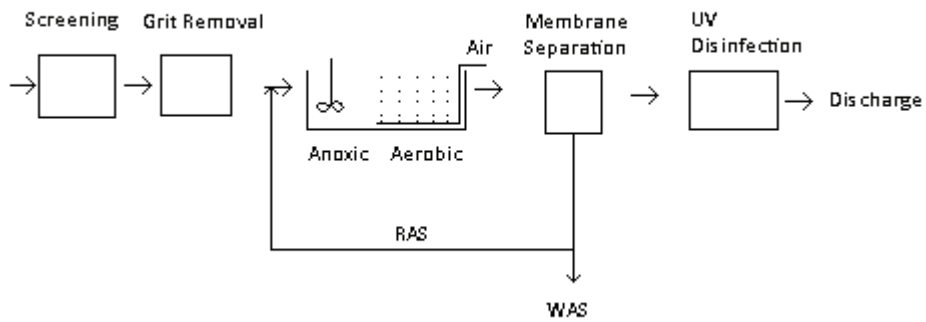 Screening
Grit Removal
Air
Membrane
Separation
UV
Disinfection
Discharge
Anoxic
Aerobic
RAS
WAS